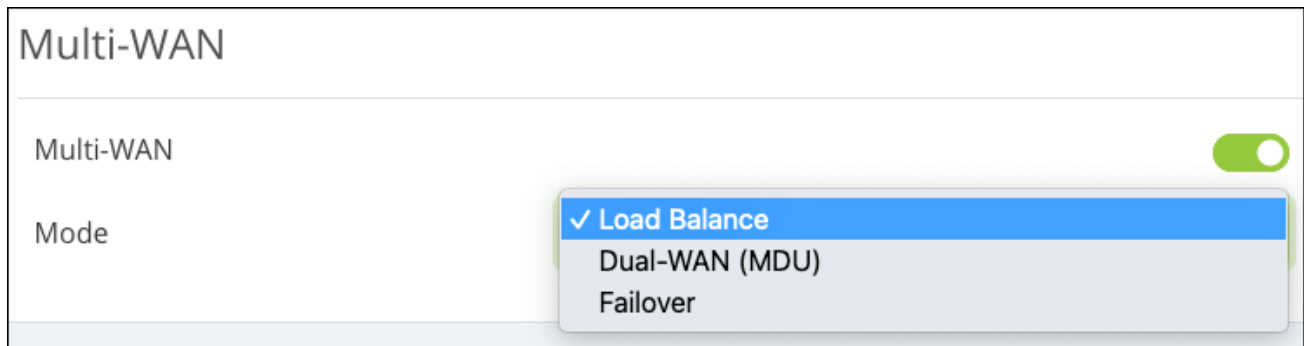 Multi-WAN
Multi-WAN
Mode
✓ Load Balance
Dual-WAN (MDU)
Failover